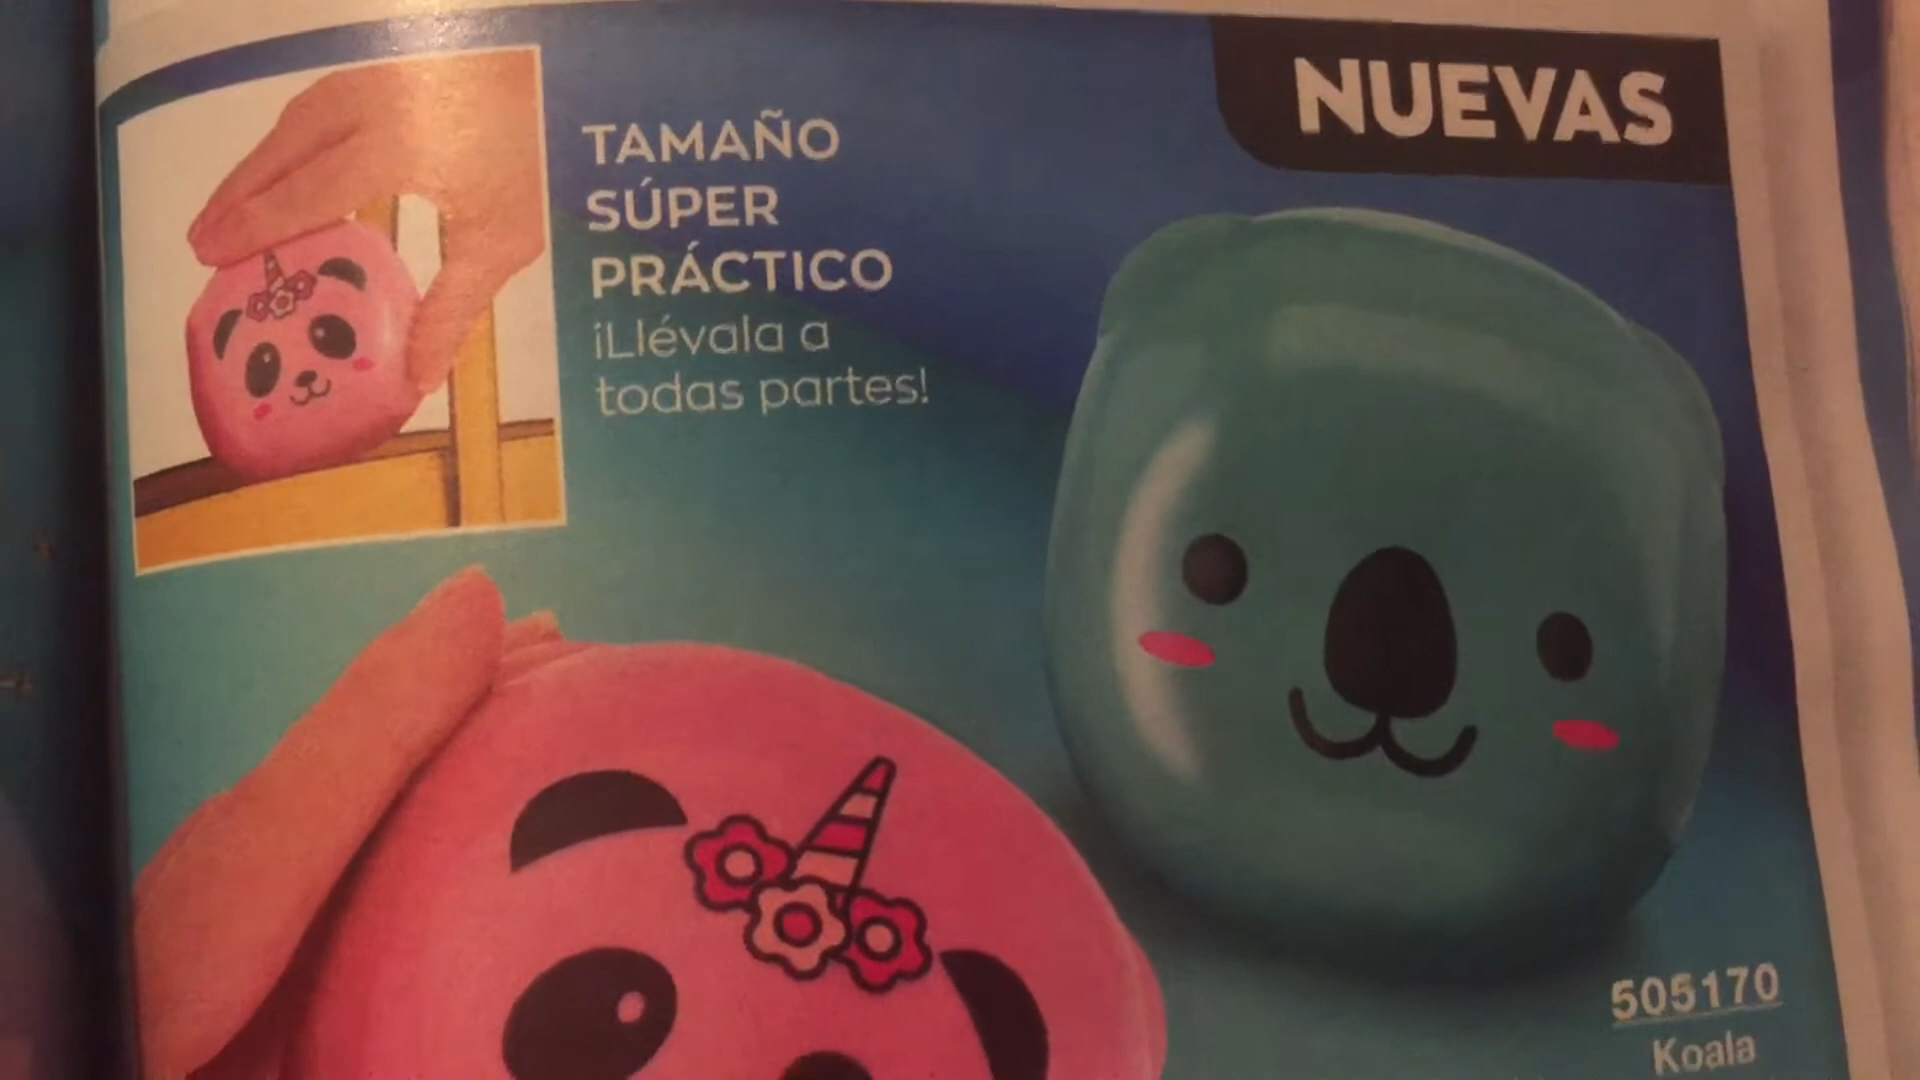 NUEVAS
TAMAÑO
SÚPER
PRÁCTICO
¡Llévala a
todas partes!
505170
Koala